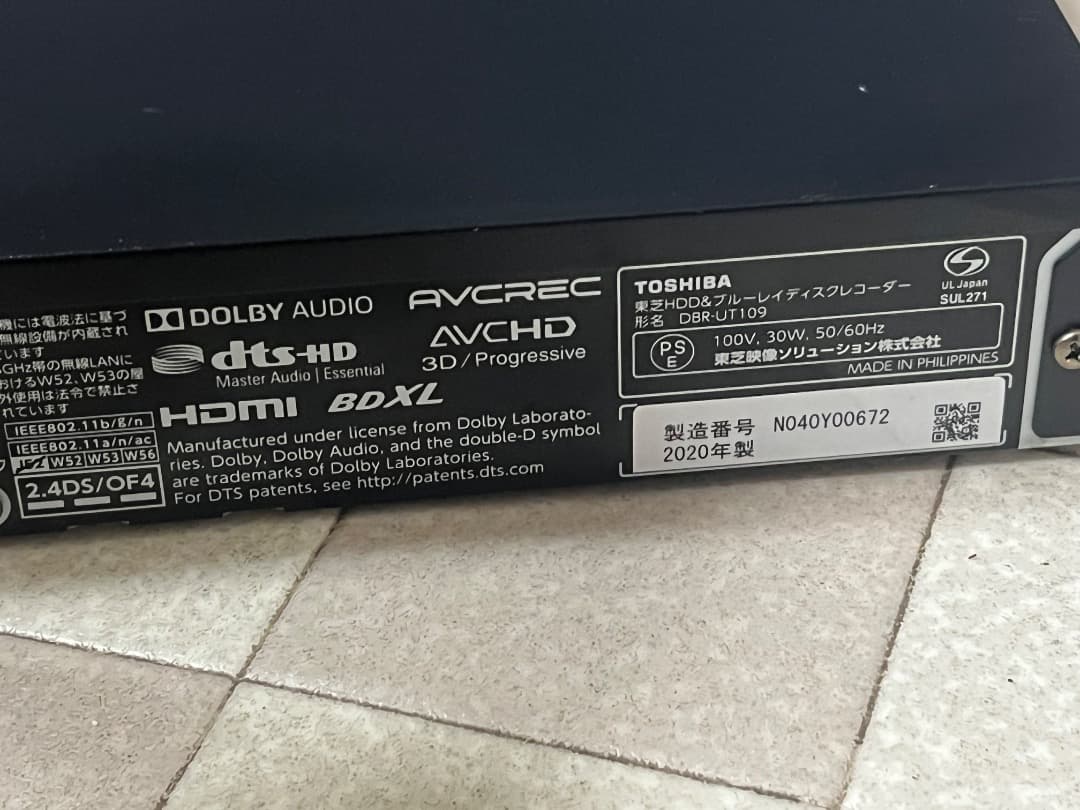 機には電波法に基づ
無線設備が内蔵され
ています
GHz帯の無線LANに
おけるW52、W53の屋
外使用は法令で禁止さ
れています
IEEE802.11b/g/n
IEEE802.11a/n/ac
W52 W53 W56
2.4DS/OF4
DOLBY AUDIO
dts-HD
Master Audio | Essential
HDMI
AVCREC
AVCHD
3D / Progressive
BDXL
Manufactured under license from Dolby Laborato-
ries. Dolby, Dolby Audio, and the double-D symbol
are trademarks of Dolby Laboratories.
For DTS patents, see http://patents.dts.com
TOSHIBA
東芝HDD&ブルーレイディスクレコーダー
形名 DBR-UT109
PS
E
100V, 30W, 50/60Hz
東芝映像ソリューション株式会社
MADE IN PHILIPPINES
S
UL Japan
SUL271
製造番号 N040Y00672
2020年製